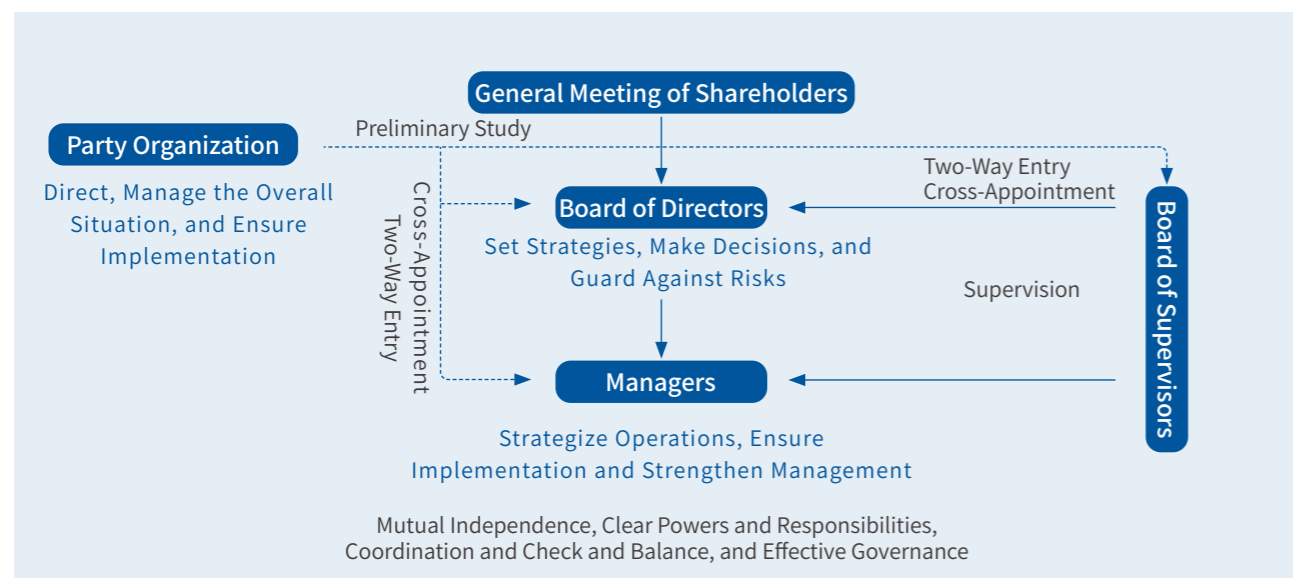 General Meeting of Shareholders
Preliminary Study
Party Organization
Direct, Manage the Overall
Situation, and Ensure
Implementation
Cross-Appointment
Two-Way Entry
Two-Way Entry
Cross-Appointment
Board of Directors
Set Strategies, Make Decisions, and
Guard Against Risks
Supervision
Board of Supervisors
Managers
Strategize Operations, Ensure
Implementation and Strengthen Management
Mutual Independence, Clear Powers and Responsibilities,
Coordination and Check and Balance, and Effective Governance